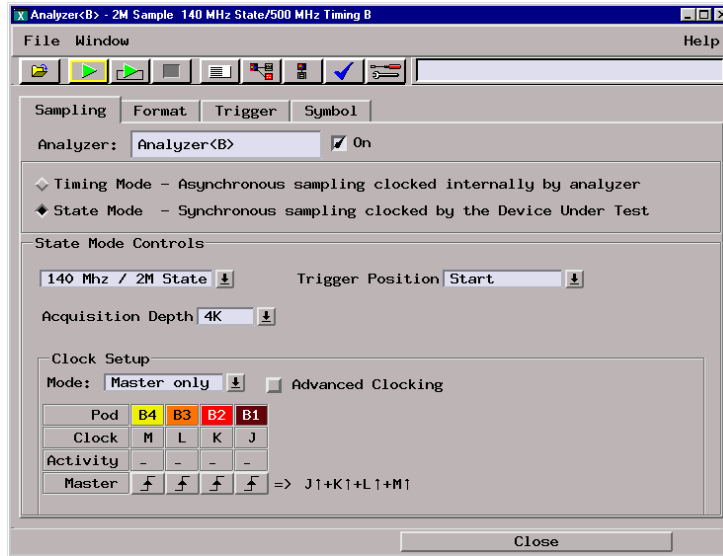 Analyzer<B> - 2M Sample 140 MHz State/500 MHz Timing B
File Window Help
Sampling Format Trigger Symbol
Analyzer: Analyzer<B> On
Timing Mode - Asynchronous sampling clocked internally by analyzer
State Mode - Synchronous sampling clocked by the Device Under Test
State Mode Controls
140 Mhz / 2M State Trigger Position Start
Acquisition Depth 4K
Clock Setup
Mode: Master only Advanced Clocking
Pod B4 B3 B2 B1
Clock M L K J
Activity - - - -
Master => J↑+K↑+L↑+M↑
Close